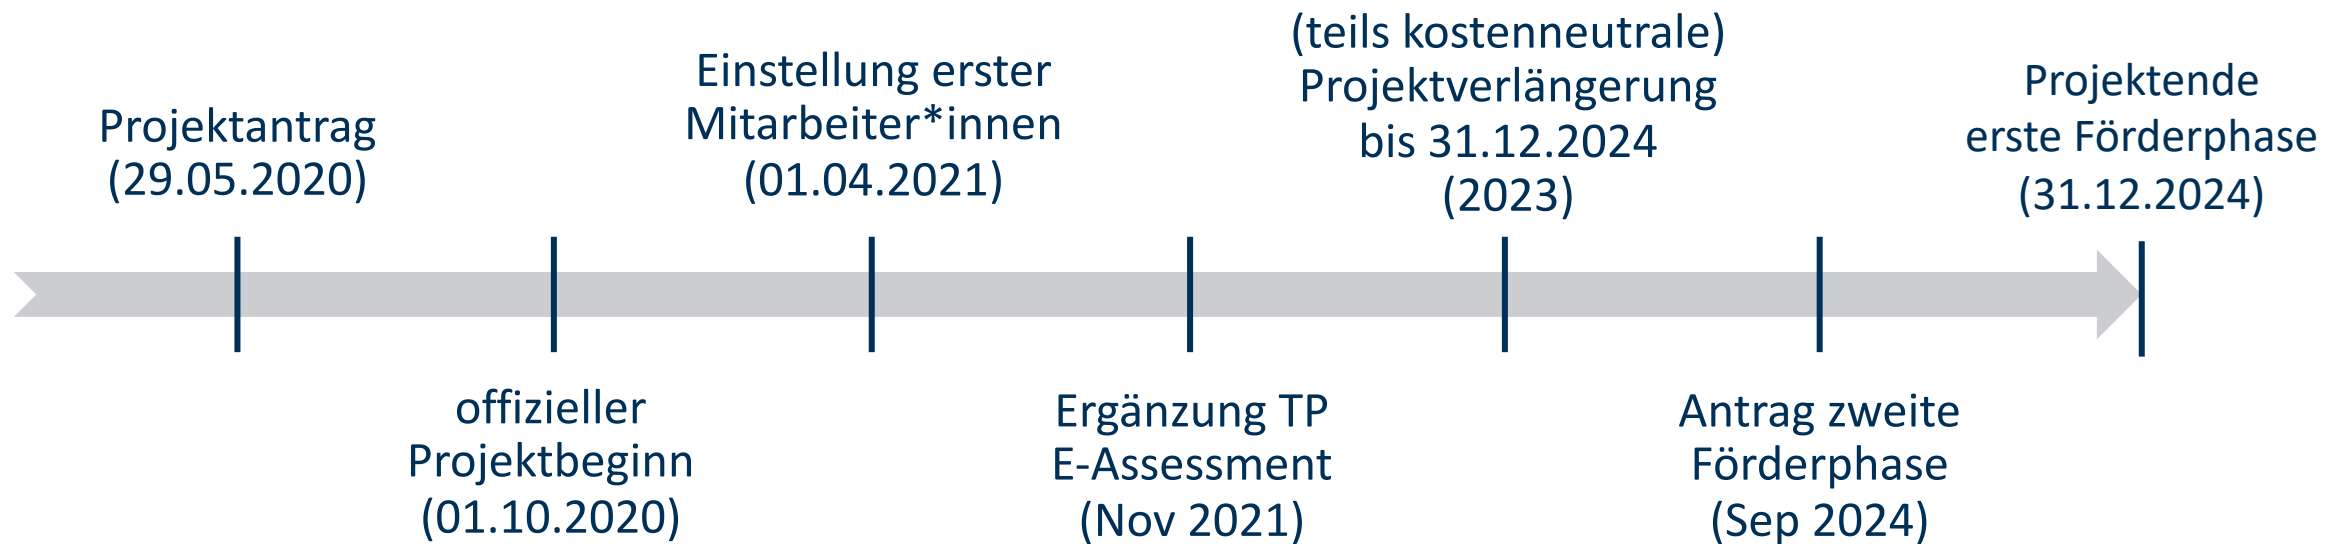 Projektantrag
(29.05.2020)
offizieller
Projektbeginn
(01.10.2020)
Einstellung erster
Mitarbeiter*innen
(01.04.2021)
Ergänzung TP
E-Assessment
(Nov 2021)
(teils kostenneutrale)
Projektverlängerung
bis 31.12.2024
(2023)
Antrag zweite
Förderphase
(Sep 2024)
Projektende
erste Förderphase
(31.12.2024)